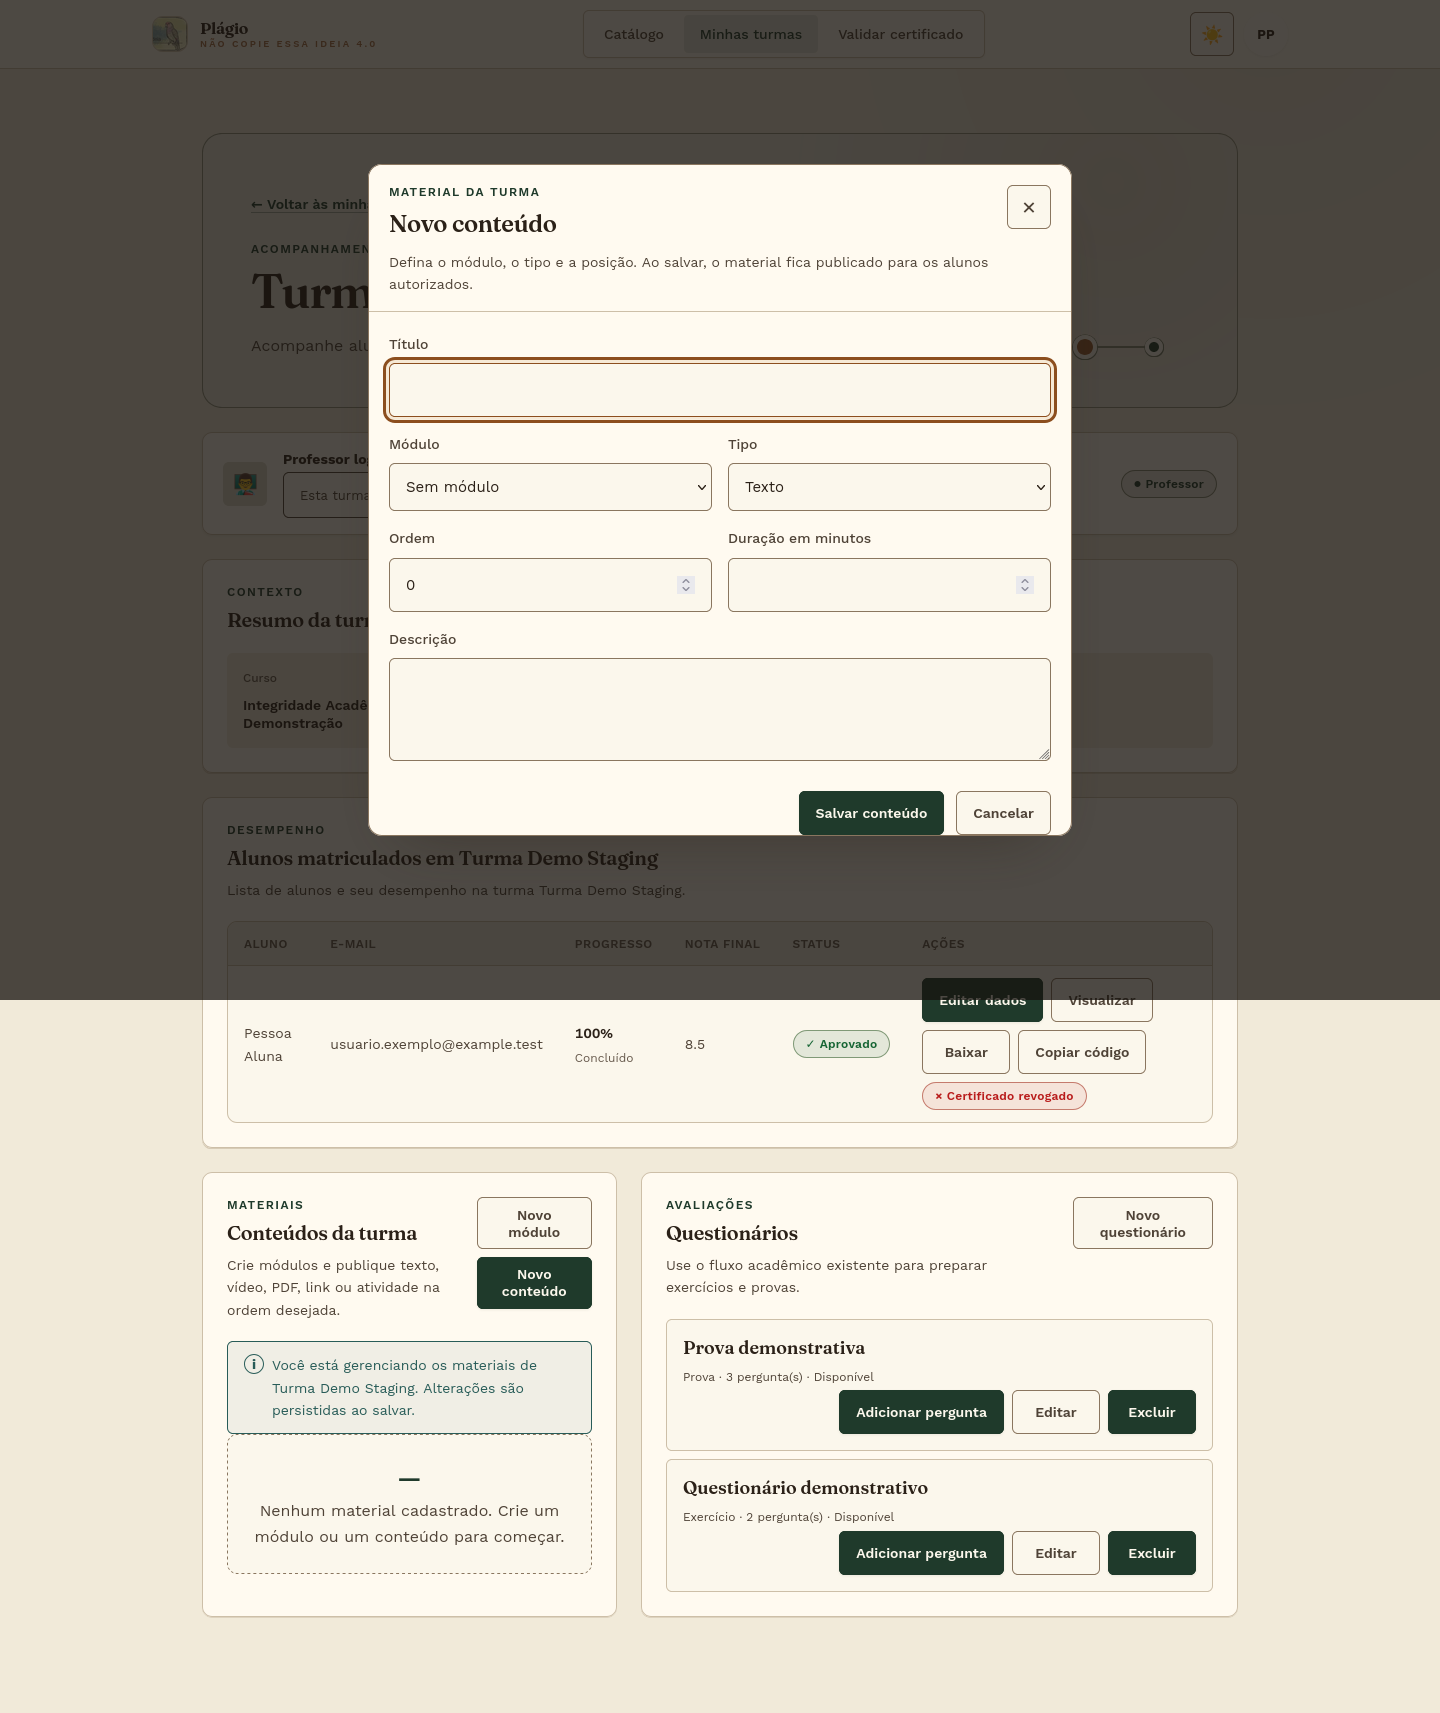 Plágio
NÃO COPIE ESSA IDEIA 4.0
Catálogo
Minhas turmas
Validar certificado
PP
← Voltar às minh
ACOMPANHAMEN
Turm
Acompanhe alu
MATERIAL DA TURMA
Novo conteúdo
Defina o módulo, o tipo e a posição. Ao salvar, o material fica publicado para os alunos
autorizados.
Título
Módulo
Tipo
Sem módulo
Texto
Ordem
Duração em minutos
0
Descrição
Salvar conteúdo
Cancelar
Professor log
Esta turma
● Professor
CONTEXTO
Resumo da turr
Curso
Integridade Acadê
Demonstração
DESEMPENHO
Alunos matriculados em Turma Demo Staging
Lista de alunos e seu desempenho na turma Turma Demo Staging.
ALUNO
E-MAIL
PROGRESSO
NOTA FINAL
STATUS
AÇÕES
Pessoa
Aluna
usuario.exemplo@example.test
100%
Concluído
8.5
✓ Aprovado
Editar dados
Visualizar
Baixar
Copiar código
× Certificado revogado
MATERIAIS
Conteúdos da turma
Crie módulos e publique texto,
vídeo, PDF, link ou atividade na
ordem desejada.
Novo
módulo
Novo
conteúdo
Você está gerenciando os materiais de
Turma Demo Staging. Alterações são
persistidas ao salvar.
—
Nenhum material cadastrado. Crie um
módulo ou um conteúdo para começar.
AVALIAÇÕES
Questionários
Use o fluxo acadêmico existente para preparar
exercícios e provas.
Novo
questionário
Prova demonstrativa
Prova · 3 pergunta(s) · Disponível
Adicionar pergunta
Editar
Excluir
Questionário demonstrativo
Exercício · 2 pergunta(s) · Disponível
Adicionar pergunta
Editar
Excluir